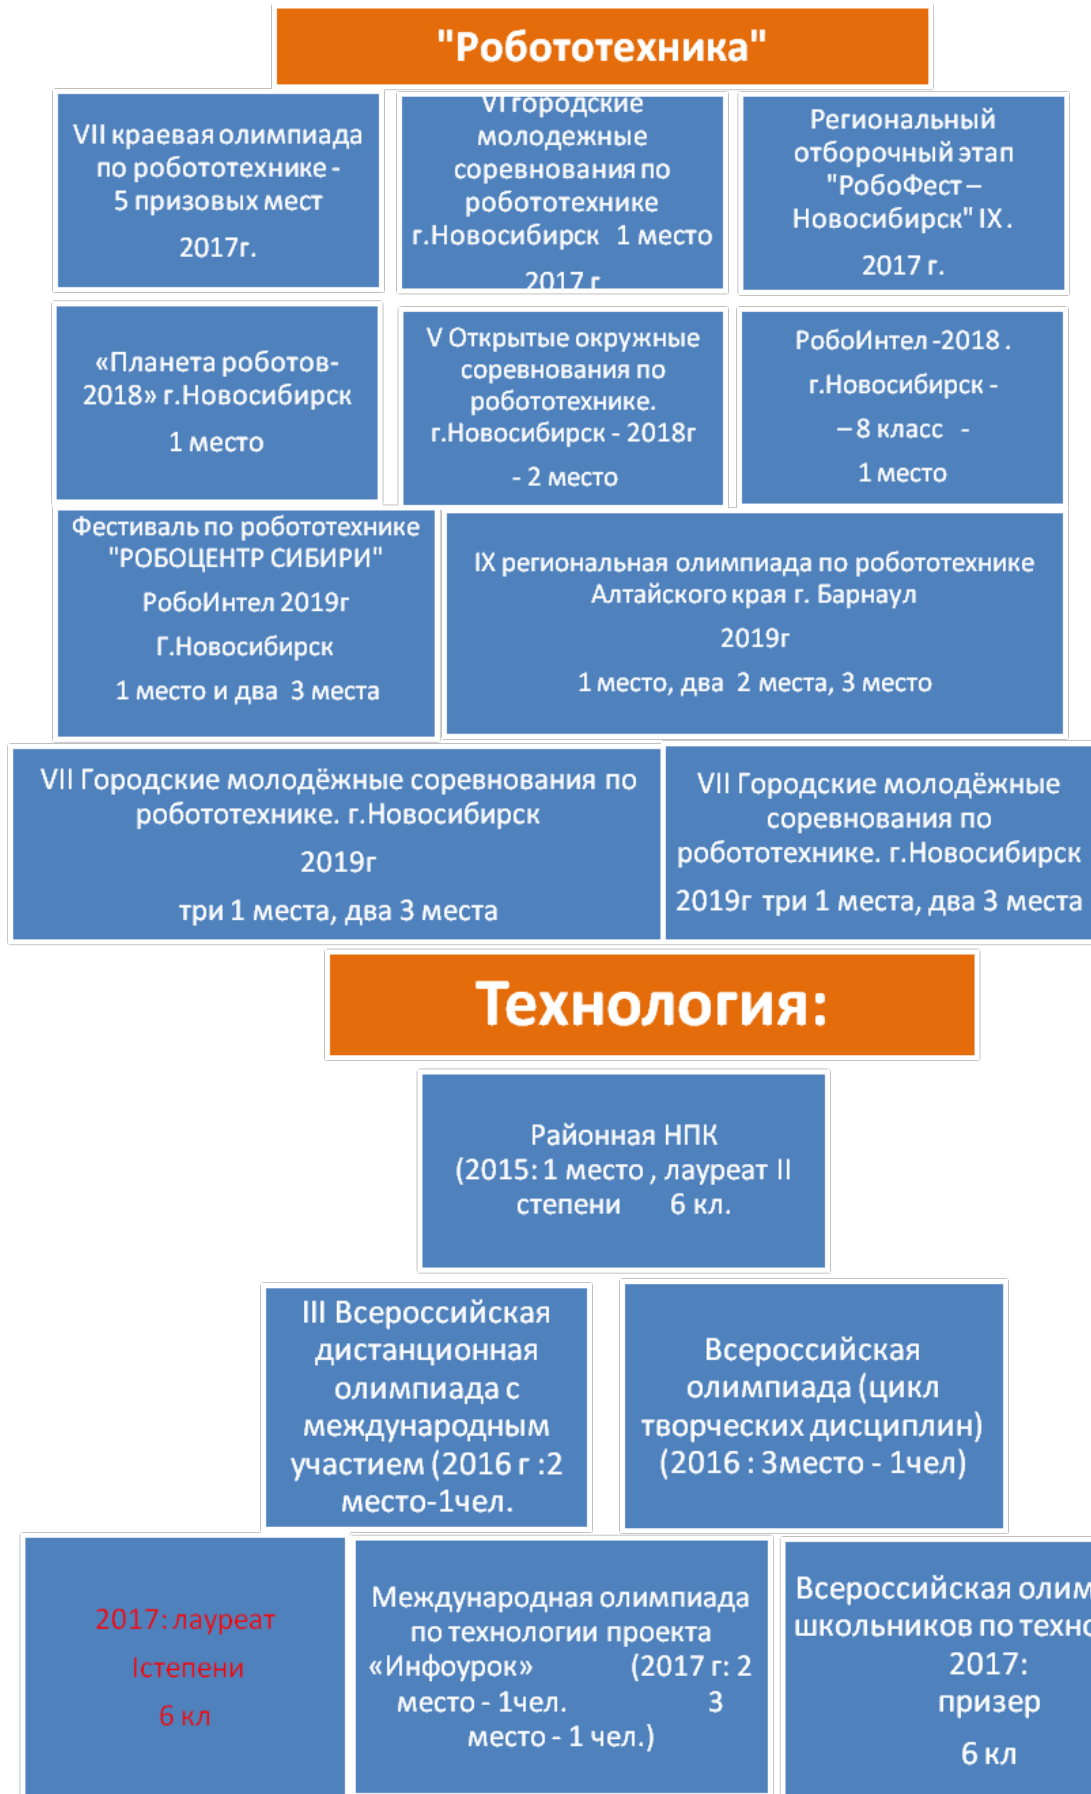 "Робототехника"
VII краевая олимпиада
по робототехнике -
5 призовых мест
2017г.
VI городские
молодежные
соревнования по
робототехнике
г.Новосибирск 1 место
2017 г
Региональный
отборочный этап
"РобоФест –
Новосибирск" IX .
2017 г.
«Планета роботов-
2018» г.Новосибирск
1 место
V Открытые окружные
соревнования по
робототехнике.
г.Новосибирск - 2018г
- 2 место
РобоИнтел -2018 .
г.Новосибирск -
– 8 класс -
1 место
Фестиваль по робототехнике
"РОБОЦЕНТР СИБИРИ"
РобоИнтел 2019г
Г.Новосибирск
1 место и два 3 места
IX региональная олимпиада по робототехнике
Алтайского края г. Барнаул
2019г
1 место, два 2 места, 3 место
VII Городские молодёжные соревнования по
робототехнике. г.Новосибирск
2019г
три 1 места, два 3 места
VII Городские молодёжные
соревнования по
робототехнике. г.Новосибирск
2019г три 1 места, два 3 места
Технология:
Районная НПК
(2015: 1 место , лауреат II
степени 6 кл.
III Всероссийская
дистанционная
олимпиада с
международным
участием (2016 г :2
место-1чел.
Всероссийская
олимпиада (цикл
творческих дисциплин)
(2016 : 3место - 1чел)
2017: лауреат
Iстепени
6 кл
Международная олимпиада
по технологии проекта
«Инфоурок» (2017 г: 2
место - 1чел. 3
место - 1 чел.)
Всероссийская олим
школьников по техно
2017:
призер
6 кл